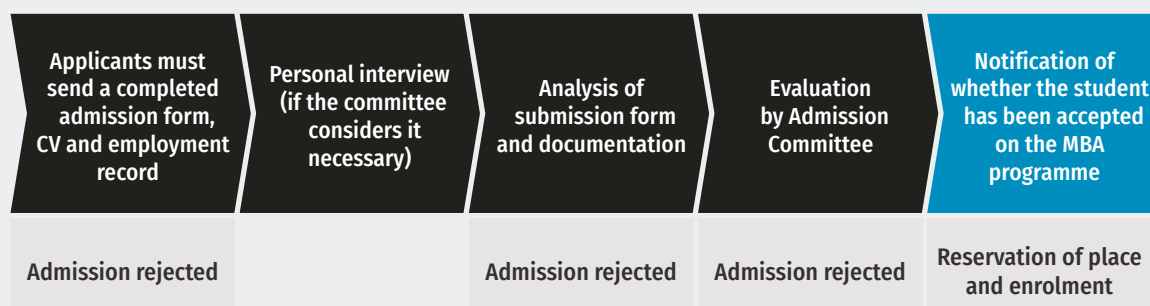 Applicants must
send a completed
admission form,
CV and employment
record
Personal interview
(if the committee
considers it
necessary)
Analysis of
submission form
and documentation
Evaluation
by Admission
Committee
Notification of
whether the student
has been accepted
on the MBA
programme
Admission rejected
Admission rejected
Admission rejected
Reservation of place
and enrolment